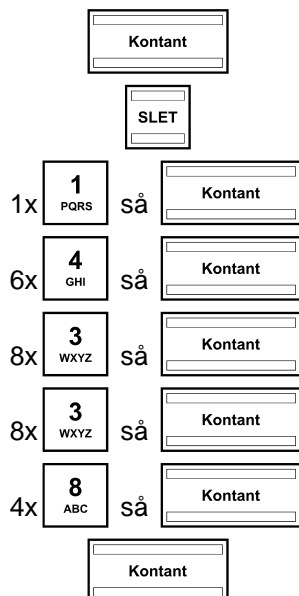 Kontant
SLET
1x 1 PQRS så Kontant
6x 4 GHI så Kontant
8x 3 WXYZ så Kontant
8x 3 WXYZ så Kontant
4x 8 ABC så Kontant
Kontant